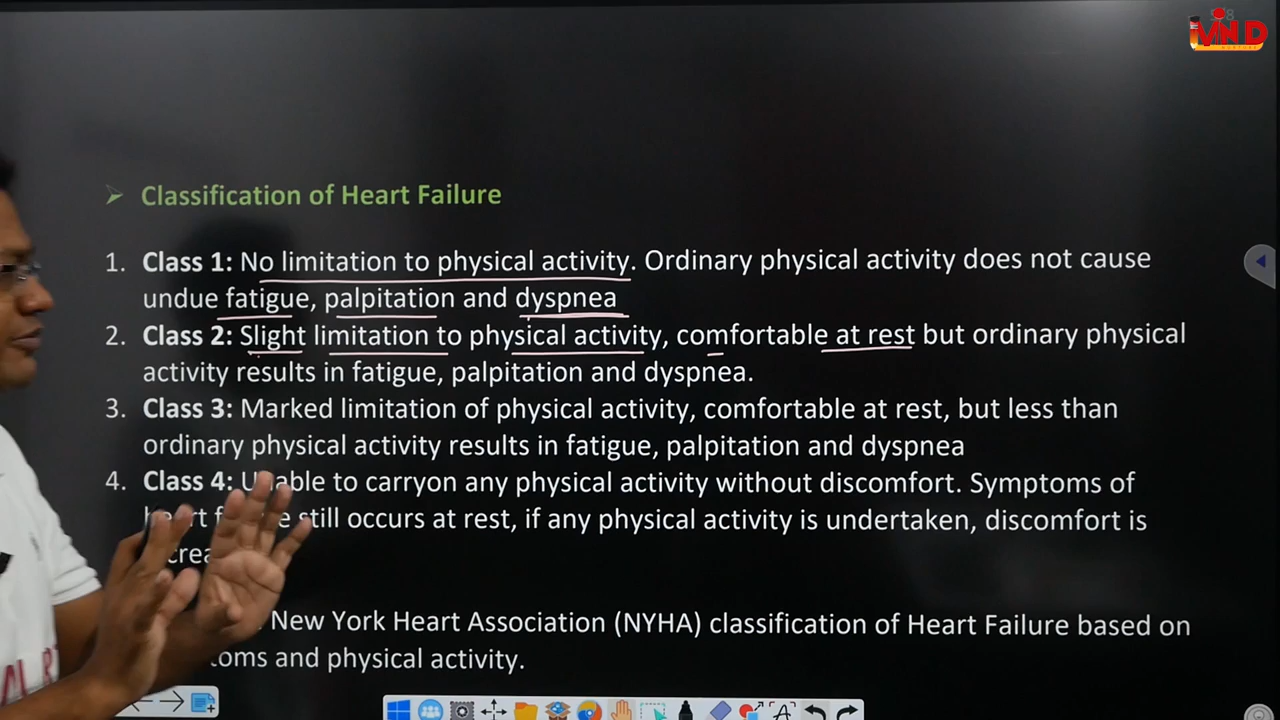 iVND
Classification of Heart Failure
1. Class 1: No limitation to physical activity. Ordinary physical activity does not cause
undue fatigue, palpitation and dyspnea
2. Class 2: Slight limitation to physical activity, comfortable at rest but ordinary physical
activity results in fatigue, palpitation and dyspnea.
3. Class 3: Marked limitation of physical activity, comfortable at rest, but less than
ordinary physical activity results in fatigue, palpitation and dyspnea
4. Class 4: Unable to carryon any physical activity without discomfort. Symptoms of
still occurs at rest, if any physical activity is undertaken, discomfort is
New York Heart Association (NYHA) classification of Heart Failure based on
and physical activity.